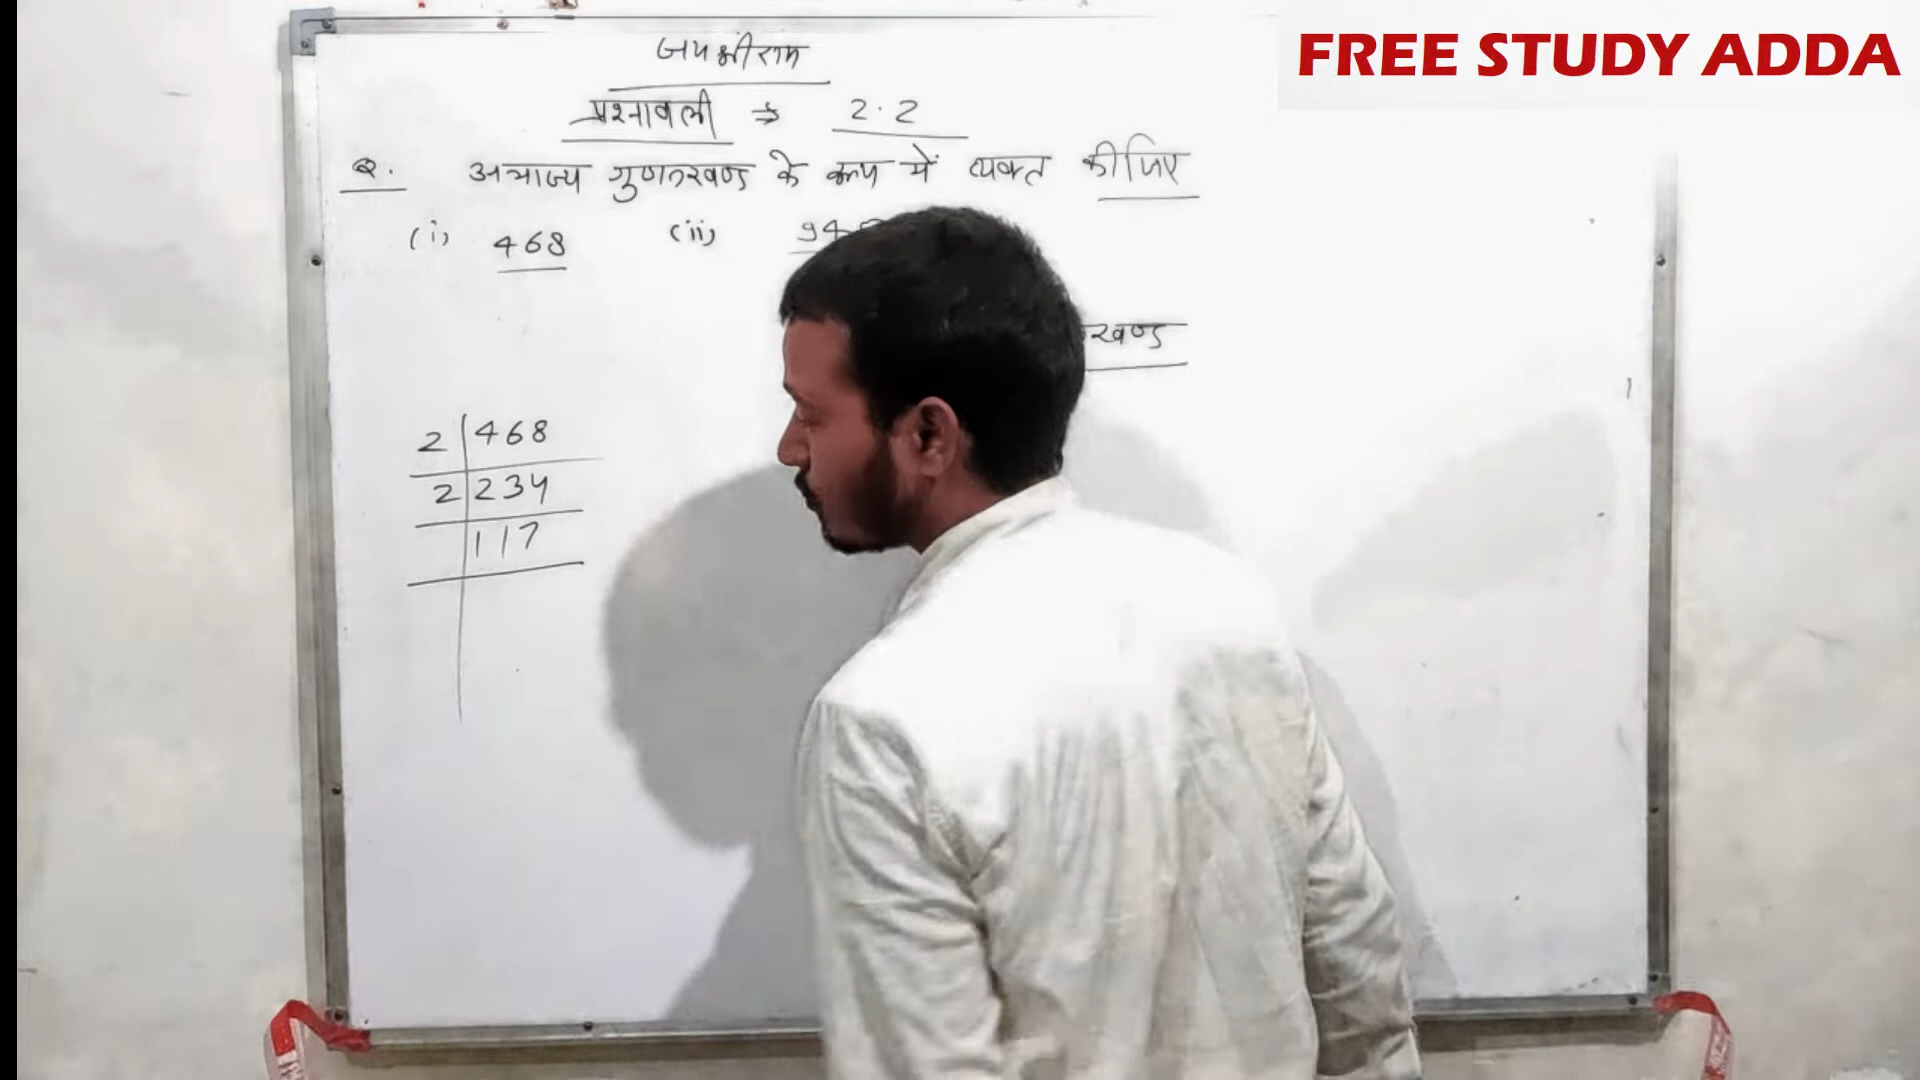 FREE STUDY ADDA
जय श्री राम
प्रश्नावली ⇒ 2.2
Q. अभाज्य गुणनखण्ड के रूप में व्यक्त कीजिए
(i) 468 (ii) 94
खण्ड
2 | 468
2 | 234
117